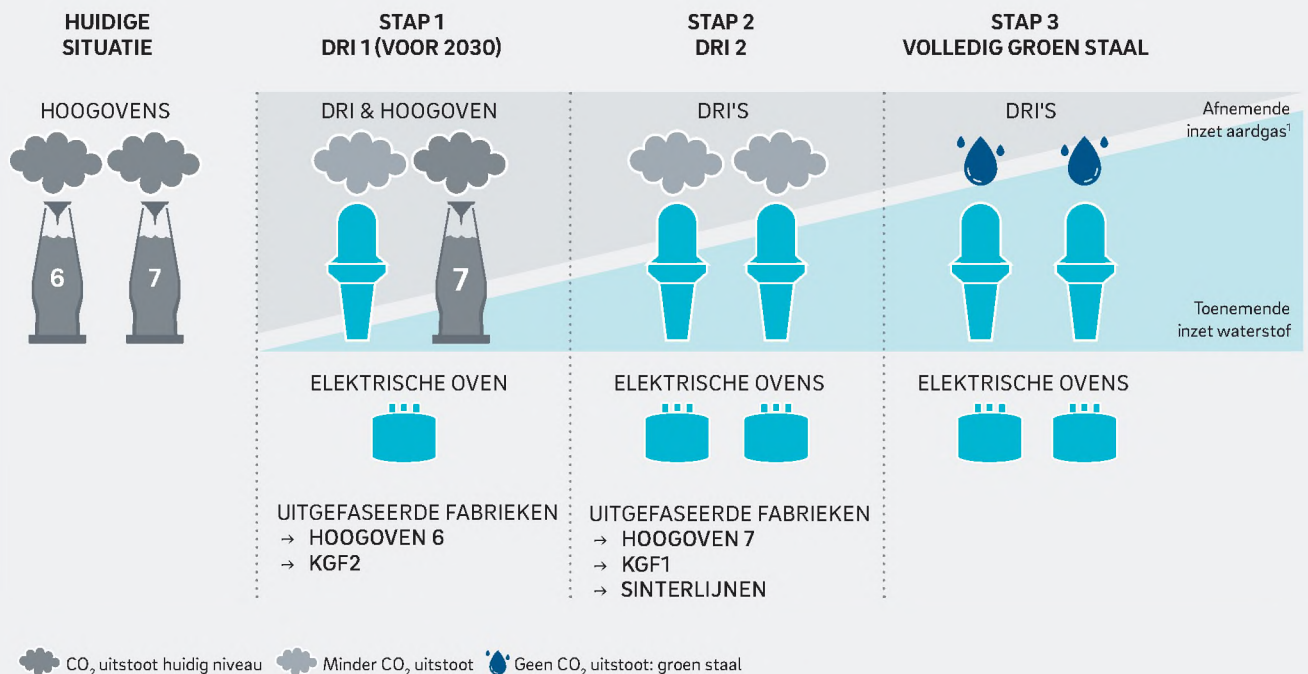 HUIDIGE
SITUATIE
STAP 1
DRI 1 (VOOR 2030)
STAP 2
DRI 2
STAP 3
VOLLEDIG GROEN STAAL
HOOGOVENS
DRI & HOOGOVEN
DRI'S
DRI'S
Afnemende
inzet aardgas¹
6
7
7
Toenemende
inzet waterstof
ELEKTRISCHE OVEN
ELEKTRISCHE OVENS
ELEKTRISCHE OVENS
UITGEFASEERDE FABRIEKEN
→ HOOGOVEN 6
→ KGF2
UITGEFASEERDE FABRIEKEN
→ HOOGOVEN 7
→ KGF1
→ SINTERLIJNEN
CO₂ uitstoot huidig niveau
Minder CO₂ uitstoot
Geen CO₂ uitstoot: groen staal